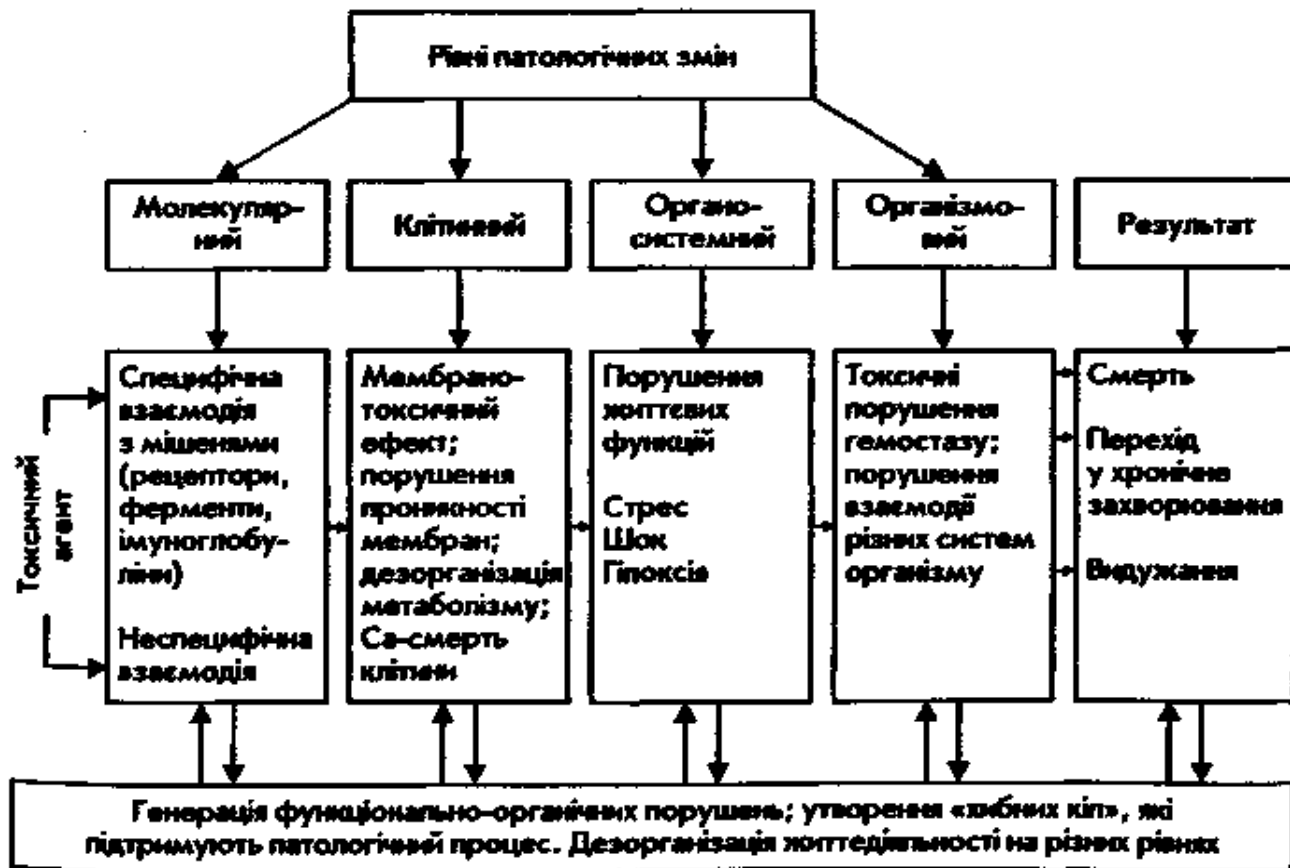 Рівні патологічних змін
Молекуляр-
ний
Клітинний
Органо-
системний
Організмо-
вий
Результат
Токсичний
агент
Специфічна
взаємодія
з мішенями
(рецептори,
ферменти,
імуноглобу-
ліни)
Неспецифічна
взаємодія
Мембрано-
токсичний
ефект;
порушення
проникності
мембран;
дезорганізація
метаболізму;
Са-смерть
клітини
Порушення
життєвих
функцій
Стрес
Шок
Гіпоксія
Токсичні
порушення
гемостазу;
порушення
взаємодії
різних систем
організму
Смерть
Перехід
у хронічне
захворювання
Видужання
Генерація функціонально-органічних порушень; утворення «хибних кіл», які
підтримують патологічний процес. Дезорганізація життєдіяльності на різних рівнях